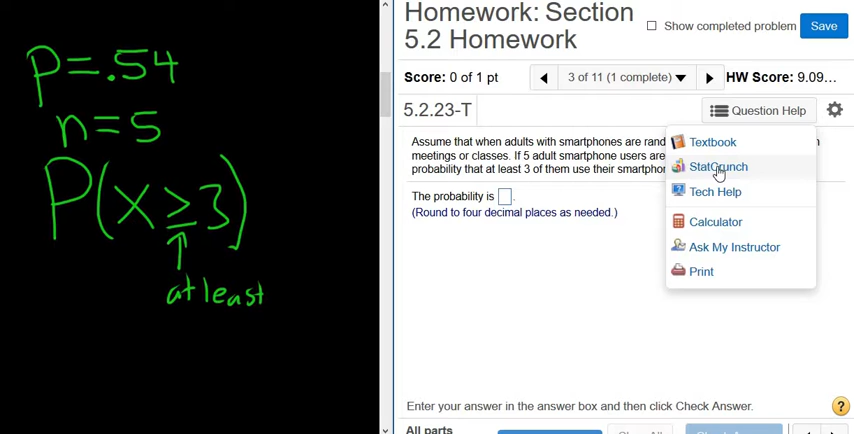 p = .54
n = 5
P(x ≥ 3)
↑
at least
Homework: Section
5.2 Homework
Show completed problem
Save
Score: 0 of 1 pt
3 of 11 (1 complete)
HW Score: 9.09…
5.2.23-T
Question Help
Assume that when adults with smartphones are rand
meetings or classes. If 5 adult smartphone users are
probability that at least 3 of them use their smartpho
The probability is .
(Round to four decimal places as needed.)
Textbook
StatCrunch
Tech Help
Calculator
Ask My Instructor
Print
Enter your answer in the answer box and then click Check Answer.
?
All parts